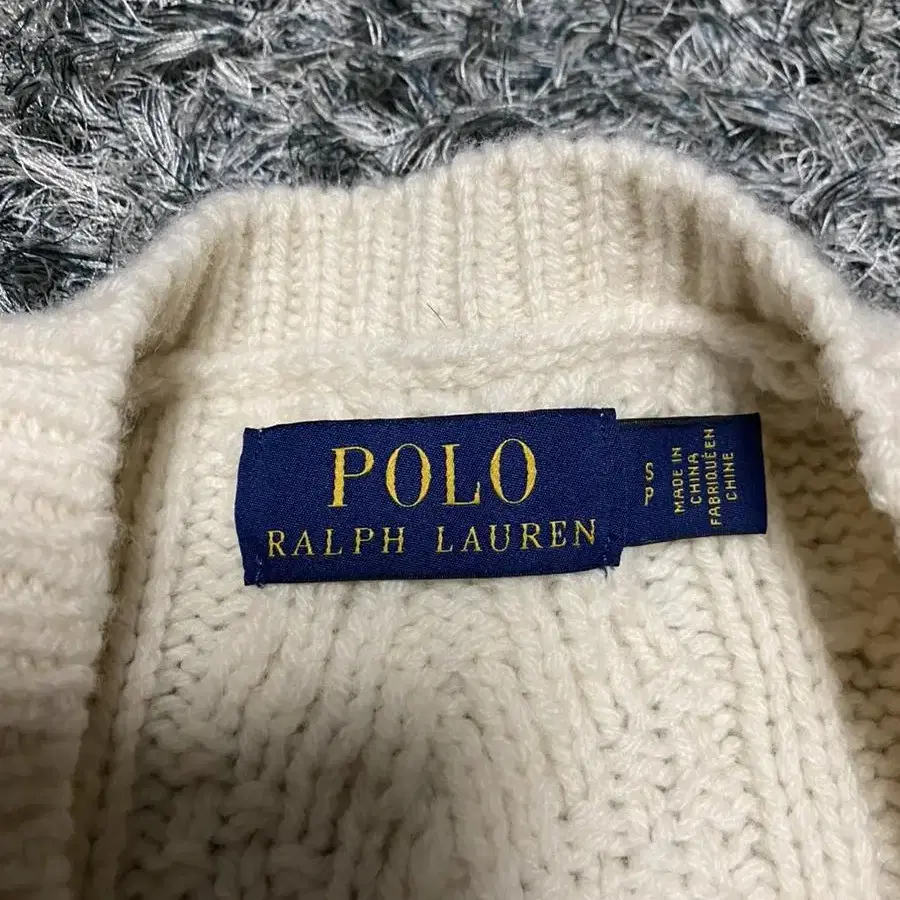 POLO
RALPH LAUREN
S
P
MADE IN
CHINA
FABRIQUÉ EN
CHINE